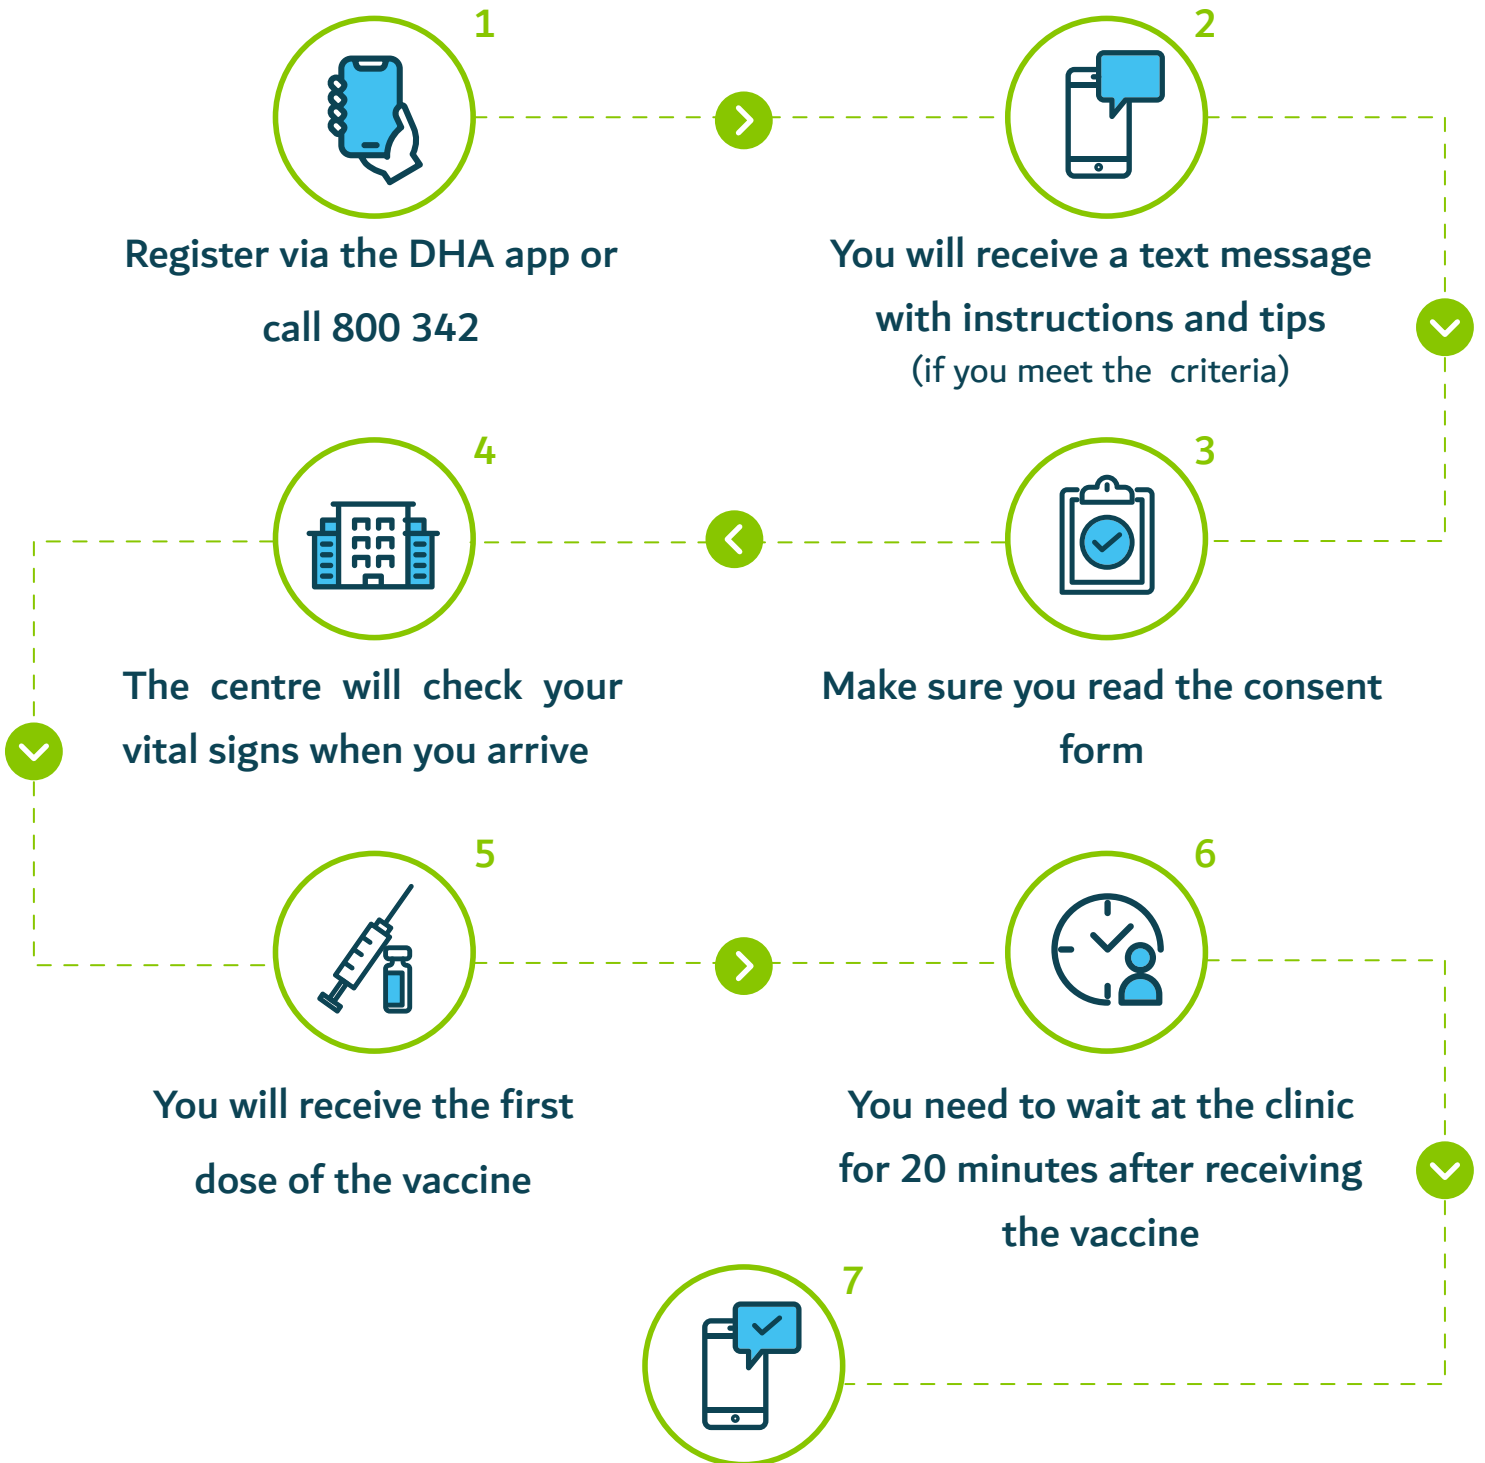 1
Register via the DHA app or
call 800 342
2
You will receive a text message
with instructions and tips
(if you meet the criteria)
3
Make sure you read the consent
form
4
The centre will check your
vital signs when you arrive
5
You will receive the first
dose of the vaccine
6
You need to wait at the clinic
for 20 minutes after receiving
the vaccine
7